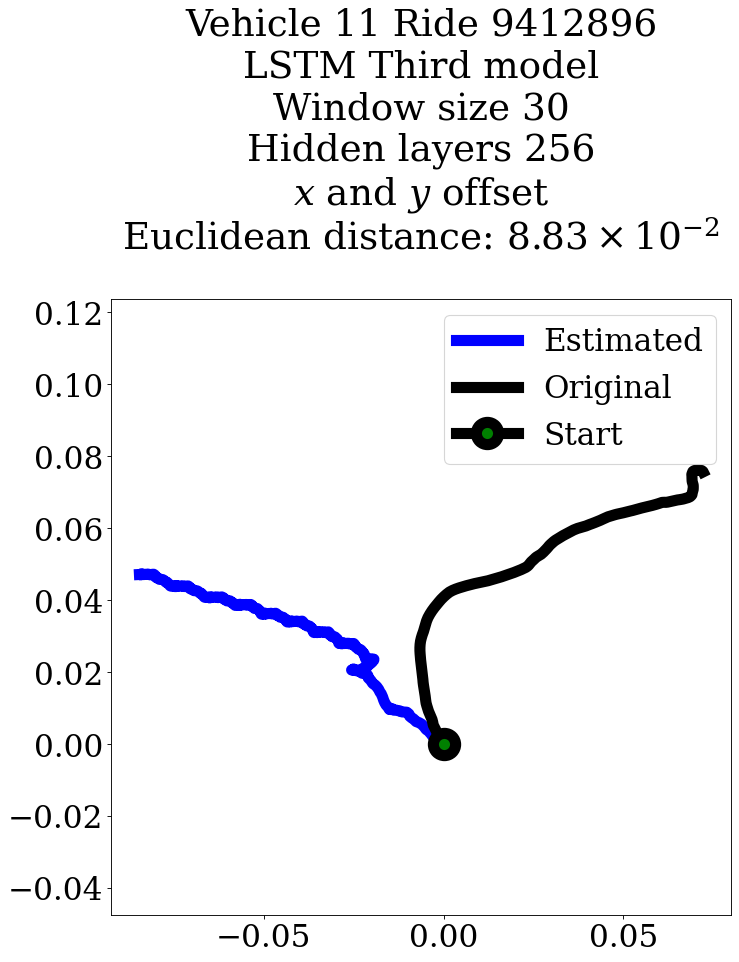 Vehicle 11 Ride 9412896
LSTM Third model
Window size 30
Hidden layers 256
x and y offset
Euclidean distance: 8.83 × 10⁻²
0.12
0.10
0.08
0.06
0.04
0.02
0.00
−0.02
−0.04
Estimated
Original
Start
−0.05
0.00
0.05